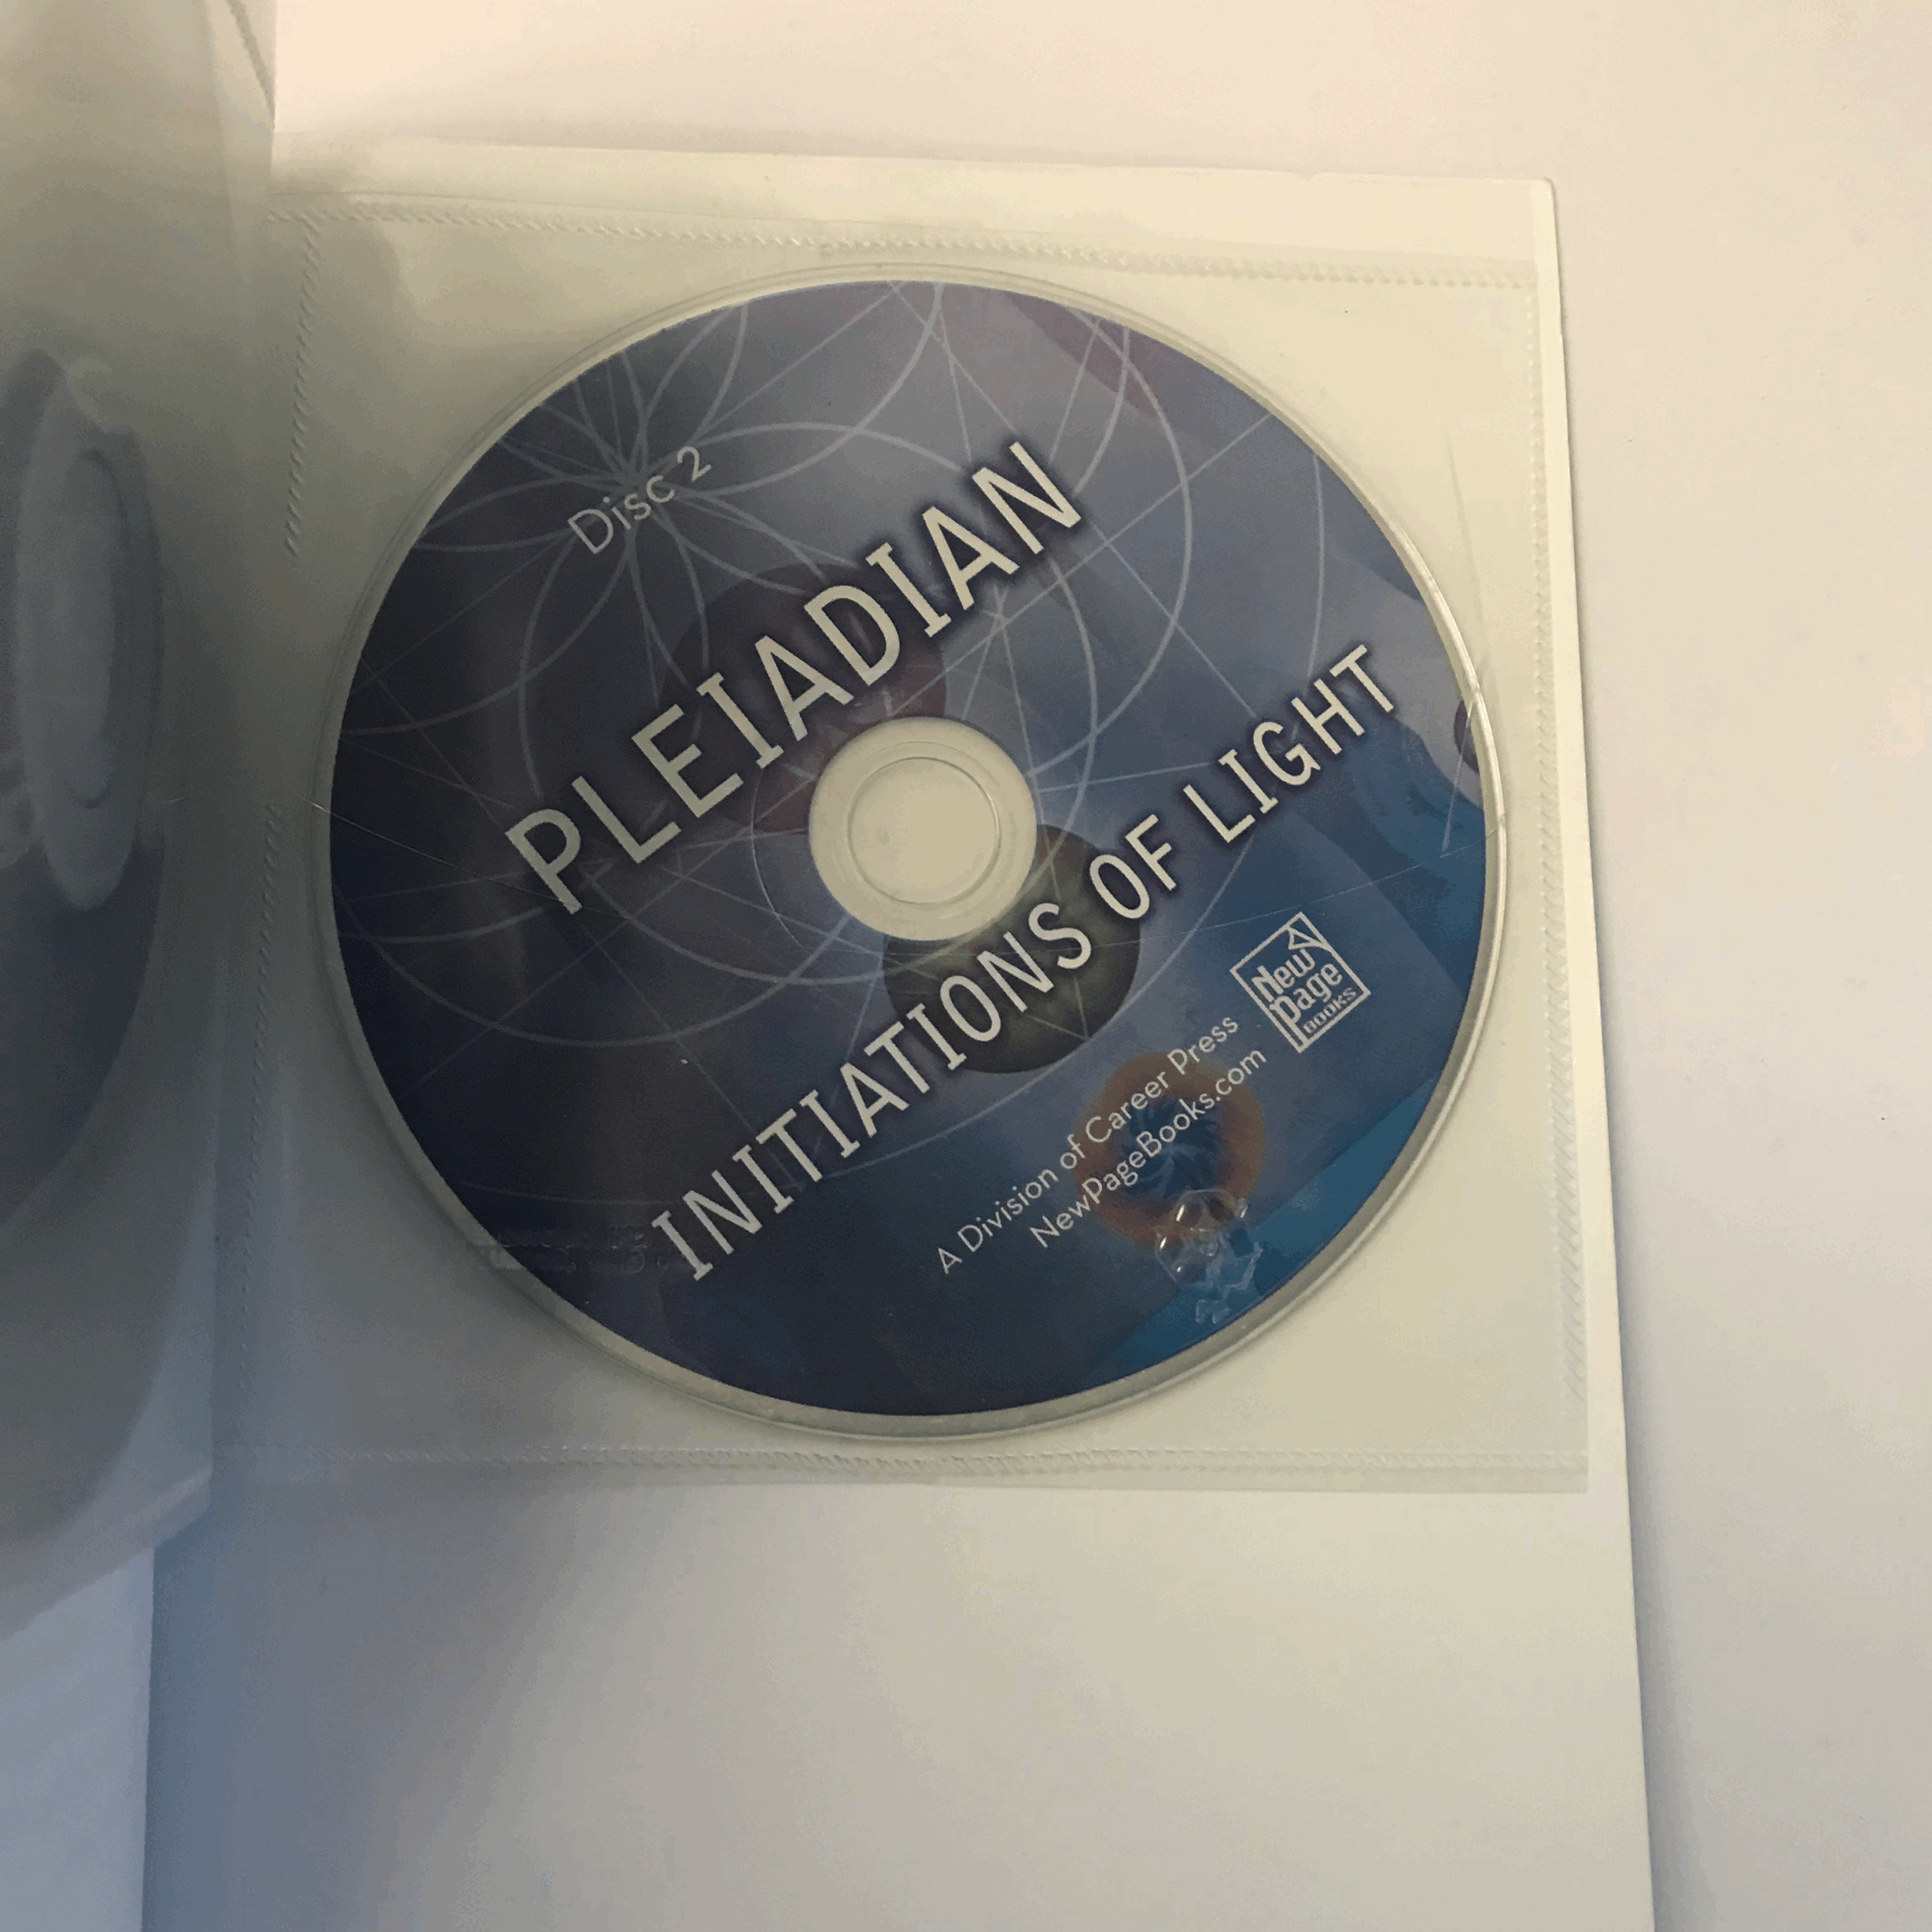 Disc 2
PLEIADIAN
INITIATIONS OF LIGHT
New
Page
BOOKS
A Division of Career Press
NewPageBooks.com